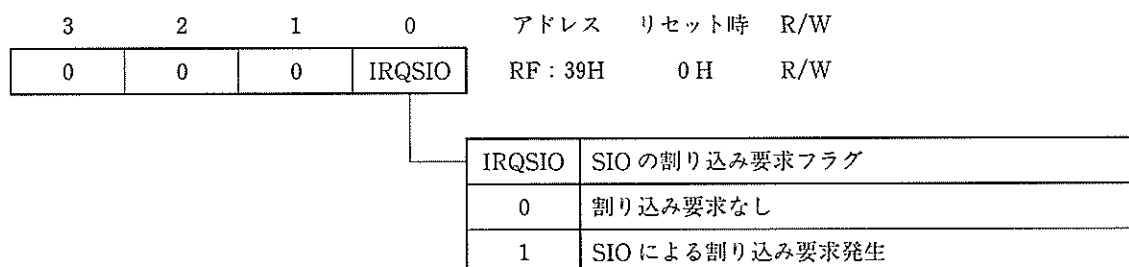 3 2 1 0 アドレス リセット時 R/W
0 0 0 IRQSIO RF : 39H 0 H R/W
IRQSIO SIO の割り込み要求フラグ
0 割り込み要求なし
1 SIO による割り込み要求発生